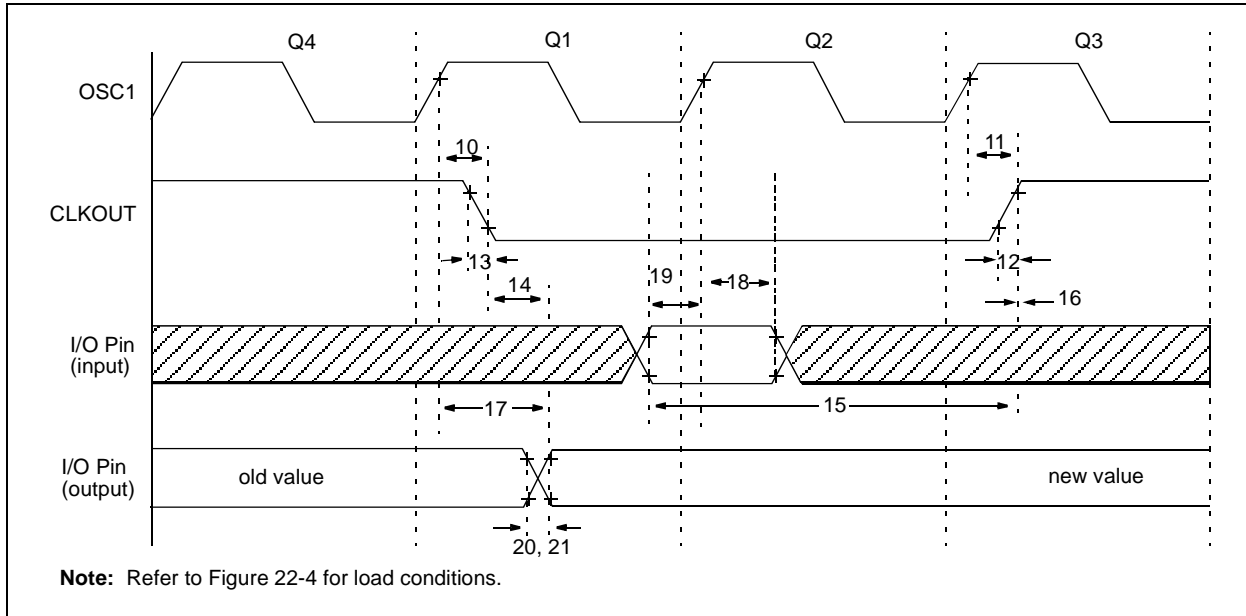 Q4 Q1 Q2 Q3
OSC1
10 11
CLKOUT
13 12
14 19 18 16
I/O Pin
(input)
17 15
I/O Pin
(output)
old value new value
20, 21
Note: Refer to Figure 22-4 for load conditions.